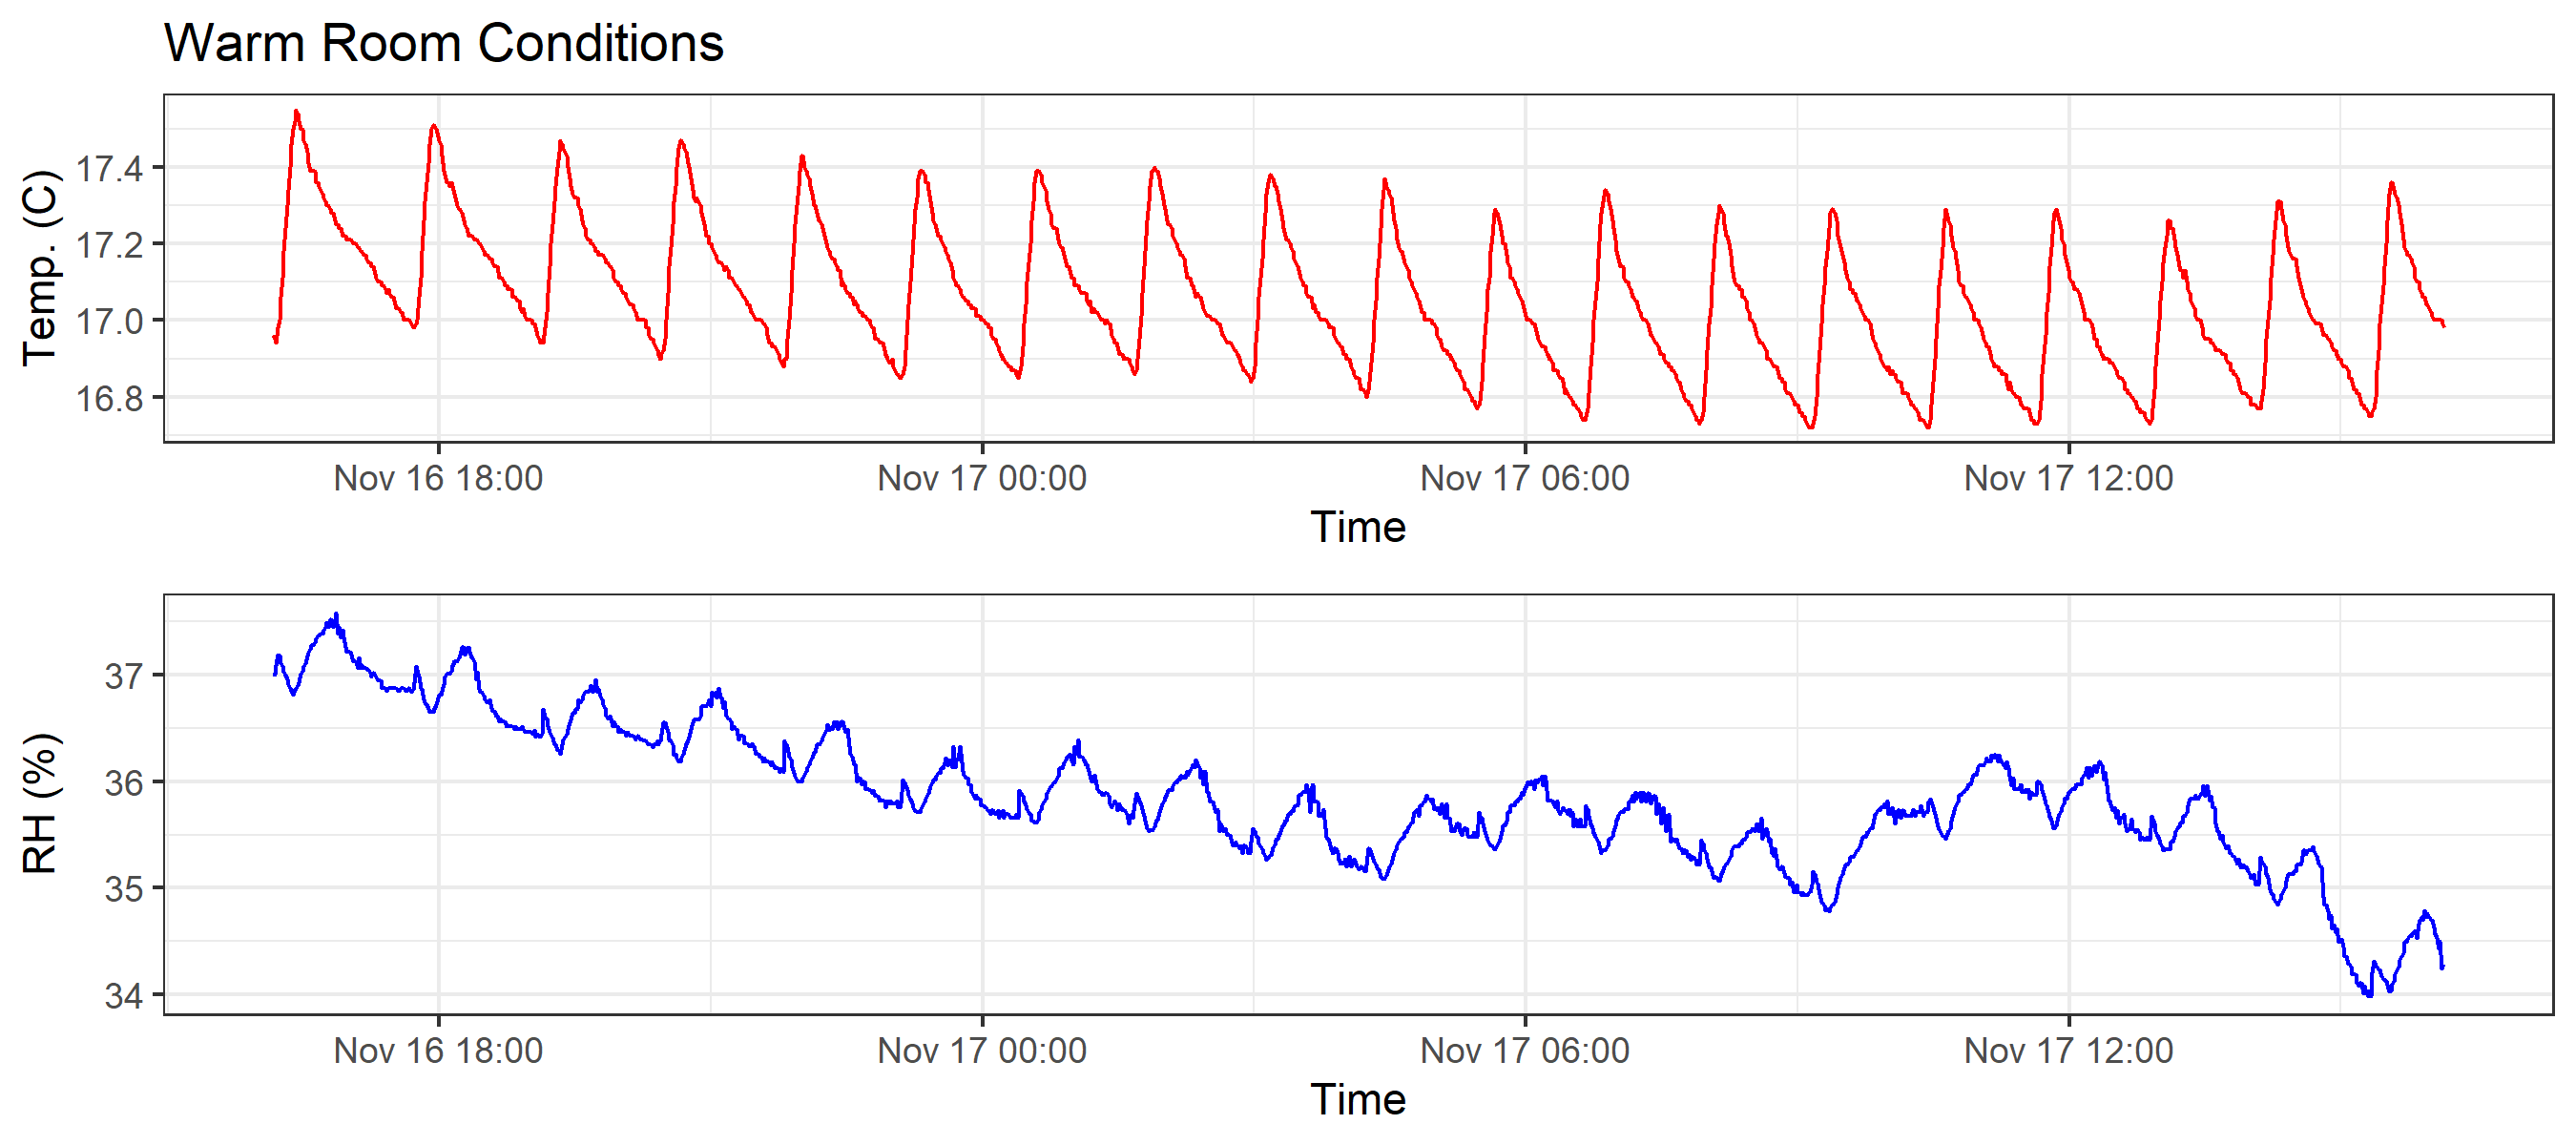 Warm Room Conditions
Temp. (C)
17.4
17.2
17.0
16.8
Nov 16 18:00 Nov 17 00:00 Nov 17 06:00 Nov 17 12:00
Time
RH (%)
37
36
35
34
Nov 16 18:00 Nov 17 00:00 Nov 17 06:00 Nov 17 12:00
Time